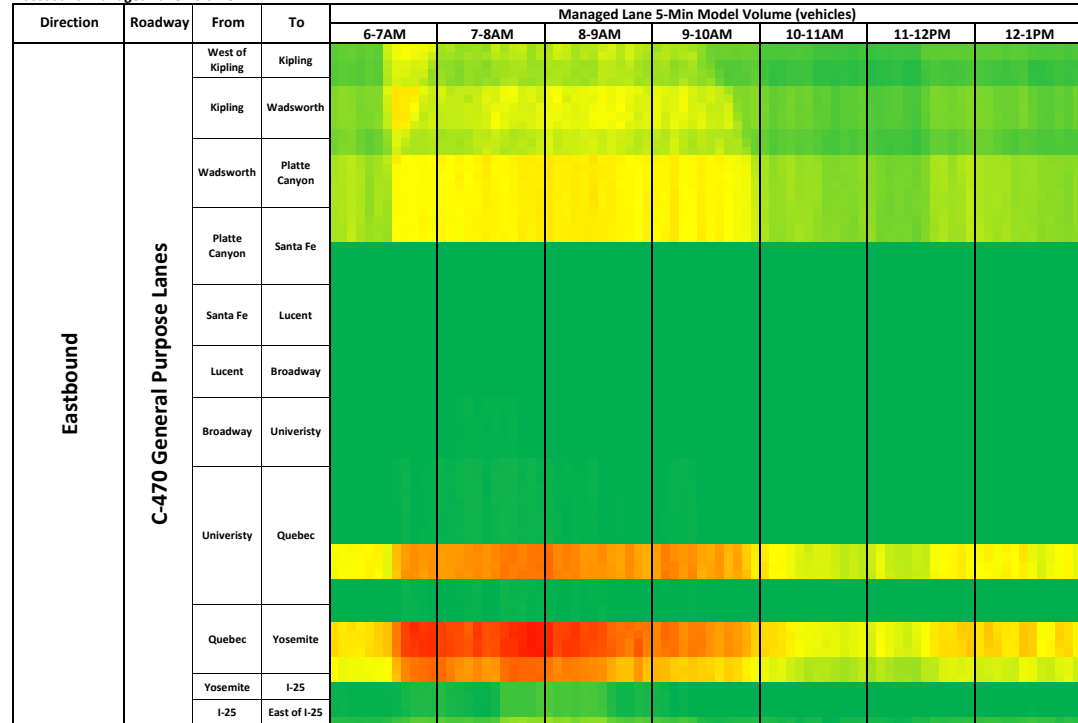 Direction Roadway From To Managed Lane 5-Min Model Volume (vehicles)
6-7AM 7-8AM 8-9AM 9-10AM 10-11AM 11-12PM 12-1PM
Eastbound
C-470 General Purpose Lanes
West of Kipling Kipling
Kipling Wadsworth
Wadsworth Platte Canyon
Platte Canyon Santa Fe
Santa Fe Lucent
Lucent Broadway
Broadway Univeristy
Univeristy Quebec
Quebec Yosemite
Yosemite I-25
I-25 East of I-25